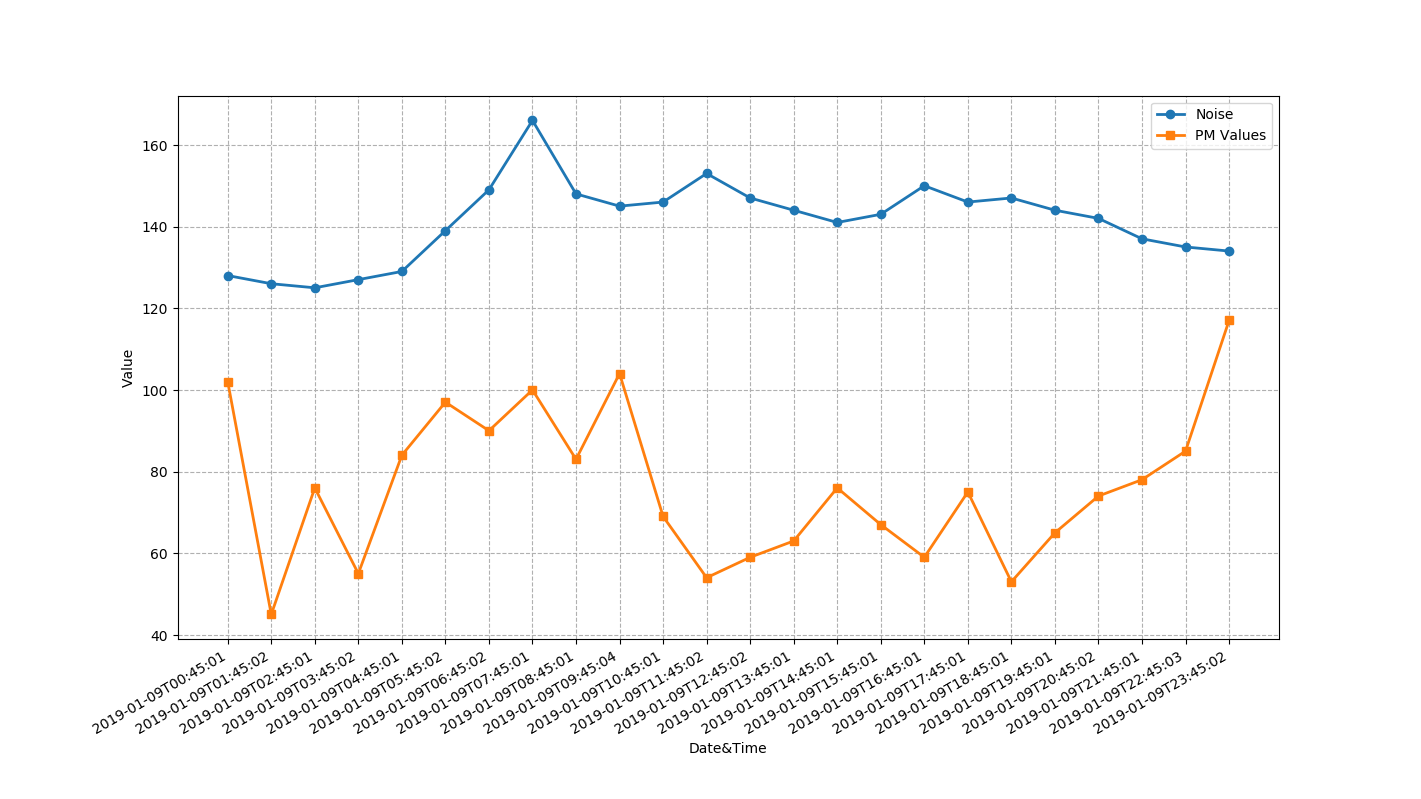 Noise
PM Values
160
140
120
100
80
60
40
Value
2019-01-09T00:45:01
2019-01-09T01:45:02
2019-01-09T02:45:01
2019-01-09T03:45:02
2019-01-09T04:45:01
2019-01-09T05:45:02
2019-01-09T06:45:02
2019-01-09T07:45:01
2019-01-09T08:45:01
2019-01-09T09:45:04
2019-01-09T10:45:01
2019-01-09T11:45:02
2019-01-09T12:45:02
2019-01-09T13:45:01
2019-01-09T14:45:01
2019-01-09T15:45:01
2019-01-09T16:45:01
2019-01-09T17:45:01
2019-01-09T18:45:01
2019-01-09T19:45:01
2019-01-09T20:45:02
2019-01-09T21:45:01
2019-01-09T22:45:03
2019-01-09T23:45:02
Date&Time